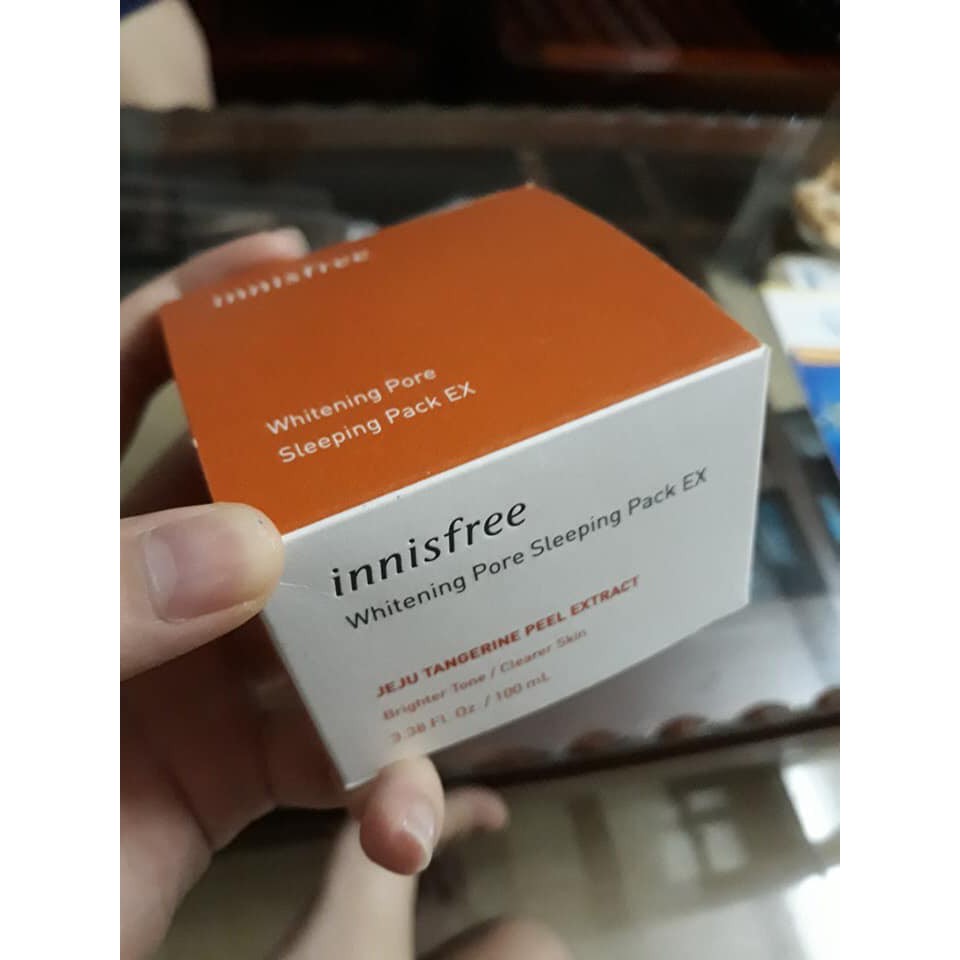 innisfree
Whitening Pore
Sleeping Pack EX
innisfree
Whitening Pore Sleeping Pack EX
JEJU TANGERINE PEEL EXTRACT
Brighter Tone / Clearer Skin
3.38 Fl. Oz. / 100 mL